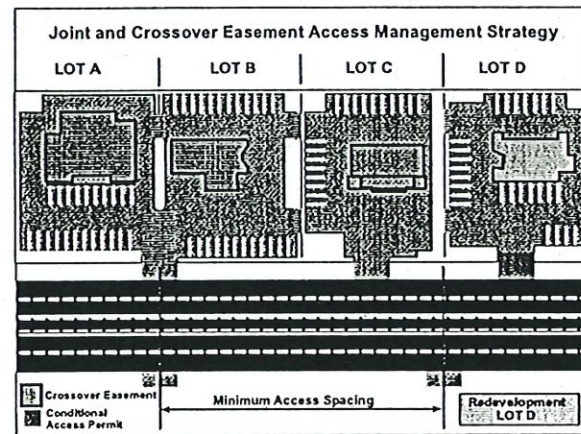 Joint and Crossover Easement Access Management Strategy
LOT A LOT B LOT C LOT D
Crossover Easement
Conditional
Access Permit
Minimum Access Spacing
Redevelopment
LOT D